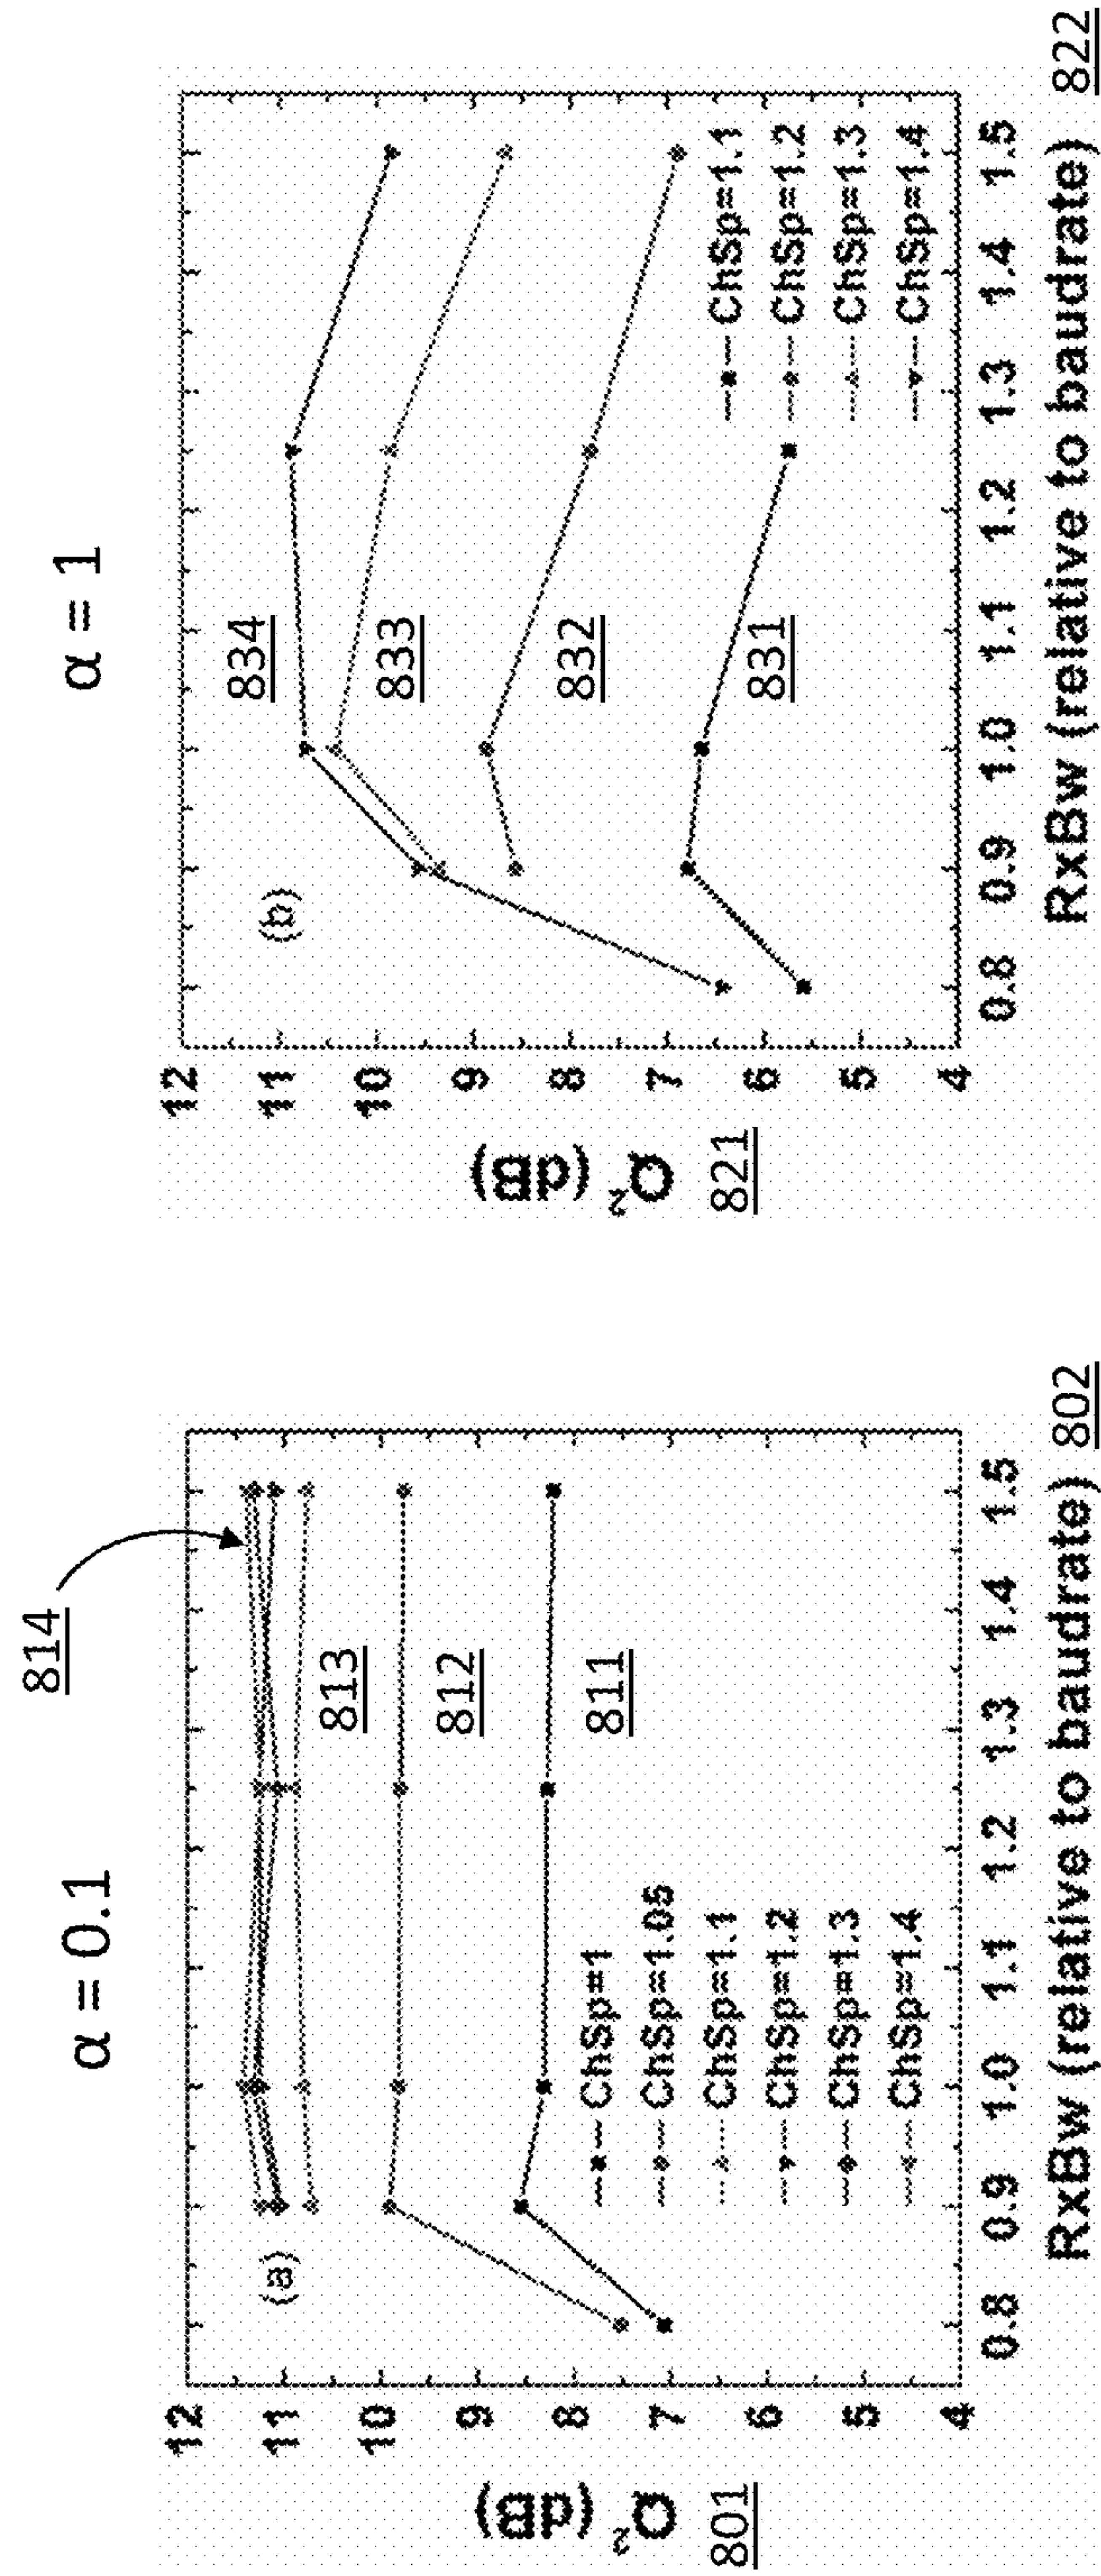 α = 0.1
814
(a)
12
11
10
9
8
7
6
5
4
Q² (dB)
801
813
812
811
ChSp=1
ChSp=1.05
ChSp=1.1
ChSp=1.2
ChSp=1.3
ChSp=1.4
0.8 0.9 1.0 1.1 1.2 1.3 1.4 1.5
RxBw (relative to baudrate) 802
α = 1
(b)
12
11
10
9
8
7
6
5
4
Q² (dB)
821
834
833
832
831
ChSp=1.1
ChSp=1.2
ChSp=1.3
ChSp=1.4
0.8 0.9 1.0 1.1 1.2 1.3 1.4 1.5
RxBw (relative to baudrate) 822